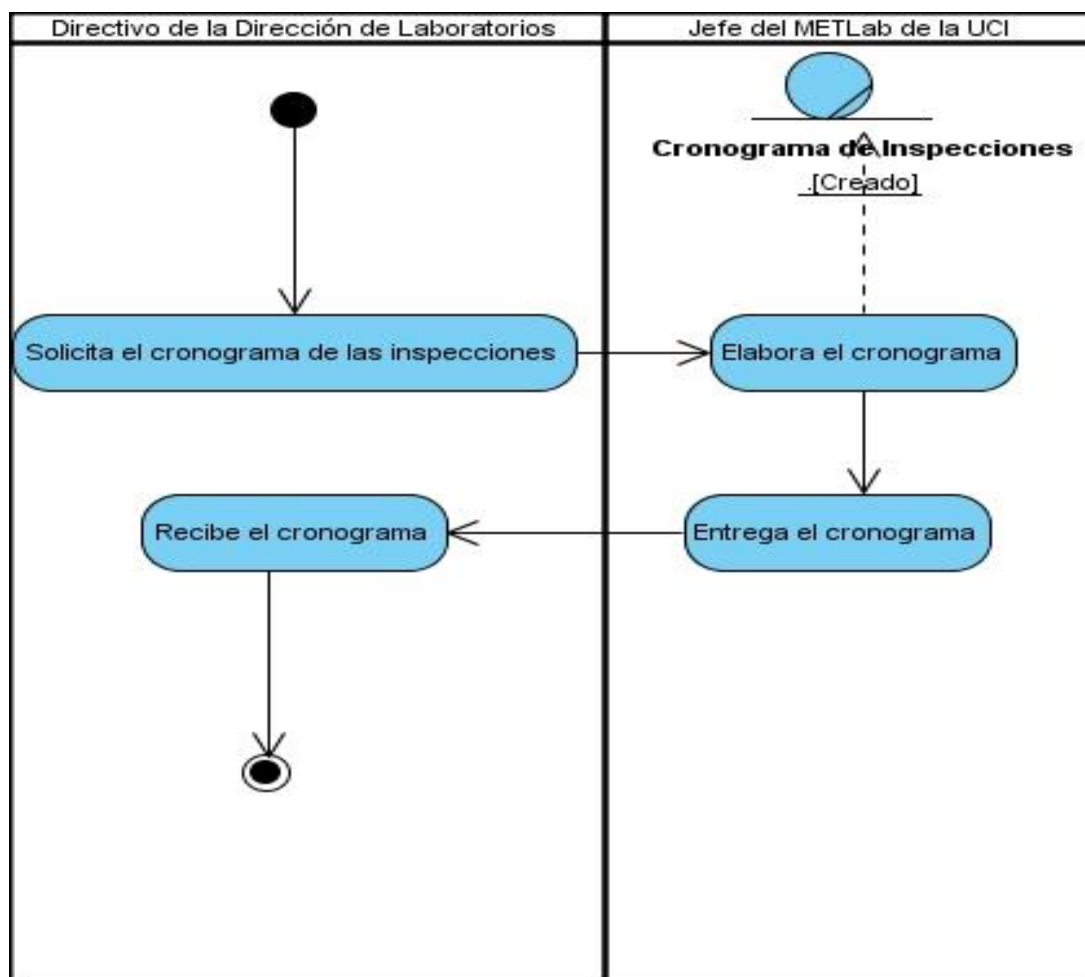 Directivo de la Dirección de Laboratorios
Jefe del METLab de la UCI
Cronograma de Inspecciones
.[Creado]
Solicita el cronograma de las inspecciones
Elabora el cronograma
Recibe el cronograma
Entrega el cronograma